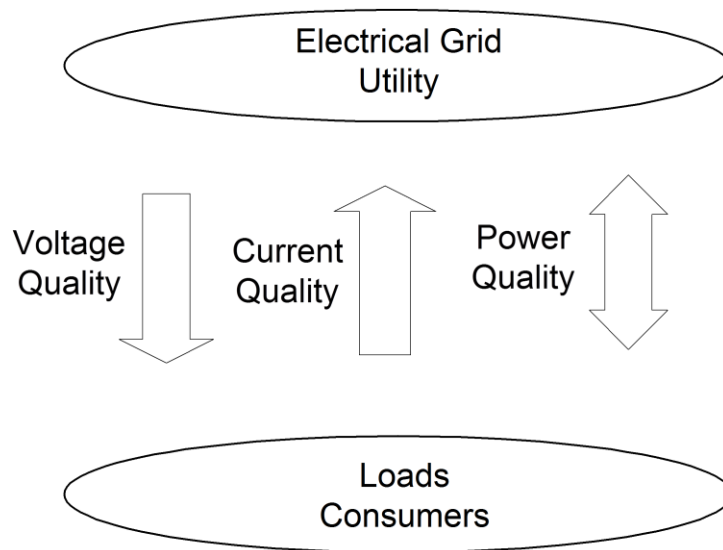 Electrical Grid
Utility
Voltage
Quality
Current
Quality
Power
Quality
Loads
Consumers